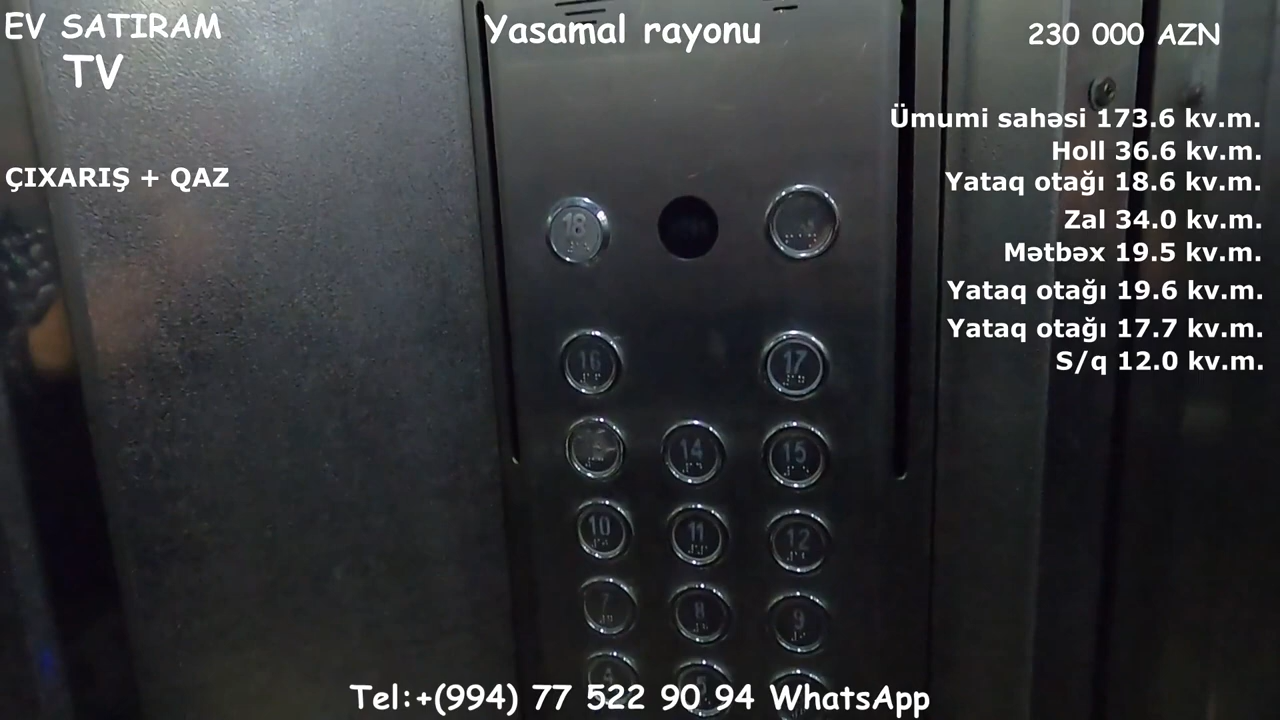 EV SATIRAM
TV
Yasamal rayonu
230 000 AZN
ÇIXARIŞ + QAZ
Ümumi sahəsi 173.6 kv.m.
Holl 36.6 kv.m.
Yataq otağı 18.6 kv.m.
Zal 34.0 kv.m.
Mətbəx 19.5 kv.m.
Yataq otağı 19.6 kv.m.
Yataq otağı 17.7 kv.m.
S/q 12.0 kv.m.
18
16 17
14 15
10 11 12
7 8 9
4 5
Tel:+(994) 77 522 90 94 WhatsApp